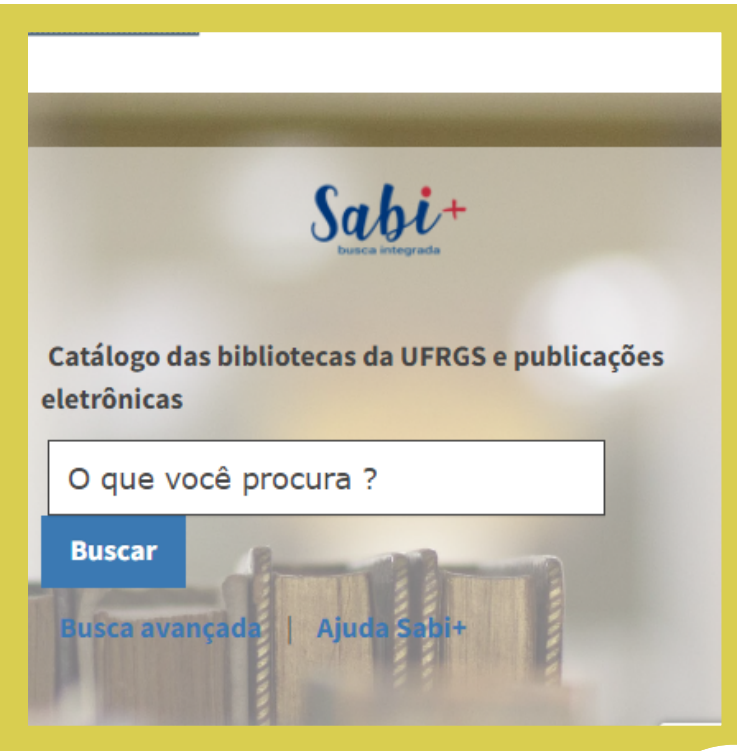 Sabi+
busca integrada
Catálogo das bibliotecas da UFRGS e publicações
eletrônicas
O que você procura ?
Buscar
Busca avançada | Ajuda Sabi+